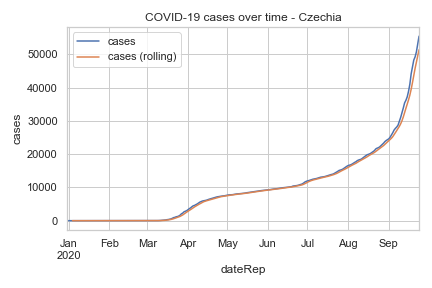 COVID-19 cases over time - Czechia
cases
cases (rolling)
50000
40000
30000
20000
10000
0
cases
Jan Feb Mar Apr May Jun Jul Aug Sep
2020
dateRep